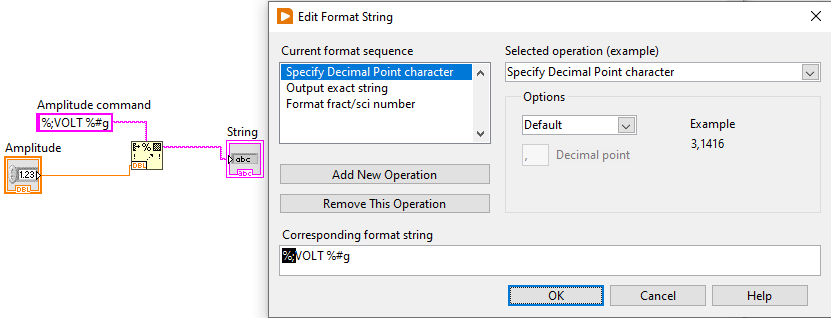 Amplitude command
%;VOLT %#g
Amplitude
1.23
DBL
%
DBL
String
abc
abc
Edit Format String
Current format sequence
Specify Decimal Point character
Output exact string
Format fract/sci number
Add New Operation
Remove This Operation
Selected operation (example)
Specify Decimal Point character
Options
Default
Example
, Decimal point
3,1416
Corresponding format string
%;VOLT %#g
OK
Cancel
Help